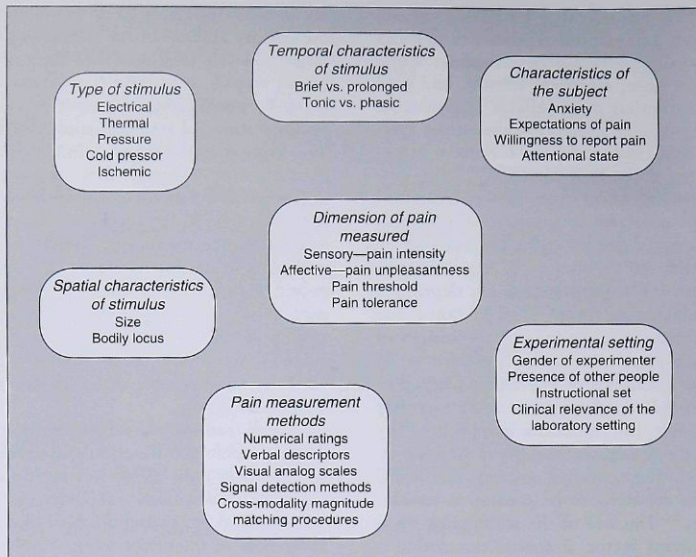 Temporal characteristics
of stimulus
Brief vs. prolonged
Tonic vs. phasic
Type of stimulus
Electrical
Thermal
Pressure
Cold pressor
Ischemic
Characteristics of
the subject
Anxiety
Expectations of pain
Willingness to report pain
Attentional state
Dimension of pain
measured
Sensory—pain intensity
Affective—pain unpleasantness
Pain threshold
Pain tolerance
Spatial characteristics
of stimulus
Size
Bodily locus
Experimental setting
Gender of experimenter
Presence of other people
Instructional set
Clinical relevance of the
laboratory setting
Pain measurement
methods
Numerical ratings
Verbal descriptors
Visual analog scales
Signal detection methods
Cross-modality magnitude
matching procedures